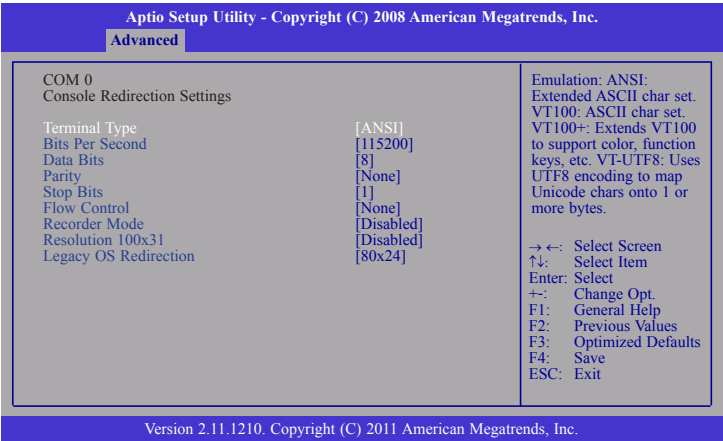 Aptio Setup Utility - Copyright (C) 2008 American Megatrends, Inc.
Advanced
COM 0
Console Redirection Settings
Terminal Type [ANSI]
Bits Per Second [115200]
Data Bits [8]
Parity [None]
Stop Bits [1]
Flow Control [None]
Recorder Mode [Disabled]
Resolution 100x31 [Disabled]
Legacy OS Redirection [80x24]
Emulation: ANSI:
Extended ASCII char set.
VT100: ASCII char set.
VT100+: Extends VT100
to support color, function
keys, etc. VT-UTF8: Uses
UTF8 encoding to map
Unicode chars onto 1 or
more bytes.
→ ←: Select Screen
↑↓: Select Item
Enter: Select
+-: Change Opt.
F1: General Help
F2: Previous Values
F3: Optimized Defaults
F4: Save
ESC: Exit
Version 2.11.1210. Copyright (C) 2011 American Megatrends, Inc.